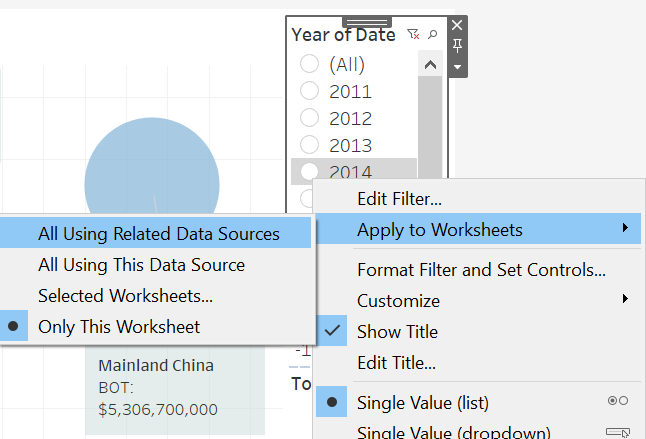 Year of Date
(All)
2011
2012
2013
2014
Edit Filter...
Apply to Worksheets
Format Filter and Set Controls...
Customize
Show Title
Edit Title...
Single Value (list)
Single Value (dropdown)
All Using Related Data Sources
All Using This Data Source
Selected Worksheets...
Only This Worksheet
Mainland China
BOT:
$5,306,700,000
-1
To